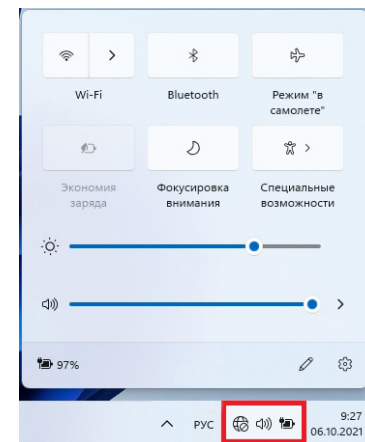 Wi-Fi
Bluetooth
Режим "в
самолете"
Экономия
заряда
Фокусировка
внимания
Специальные
возможности
97%
РУС
9:27
06.10.2021